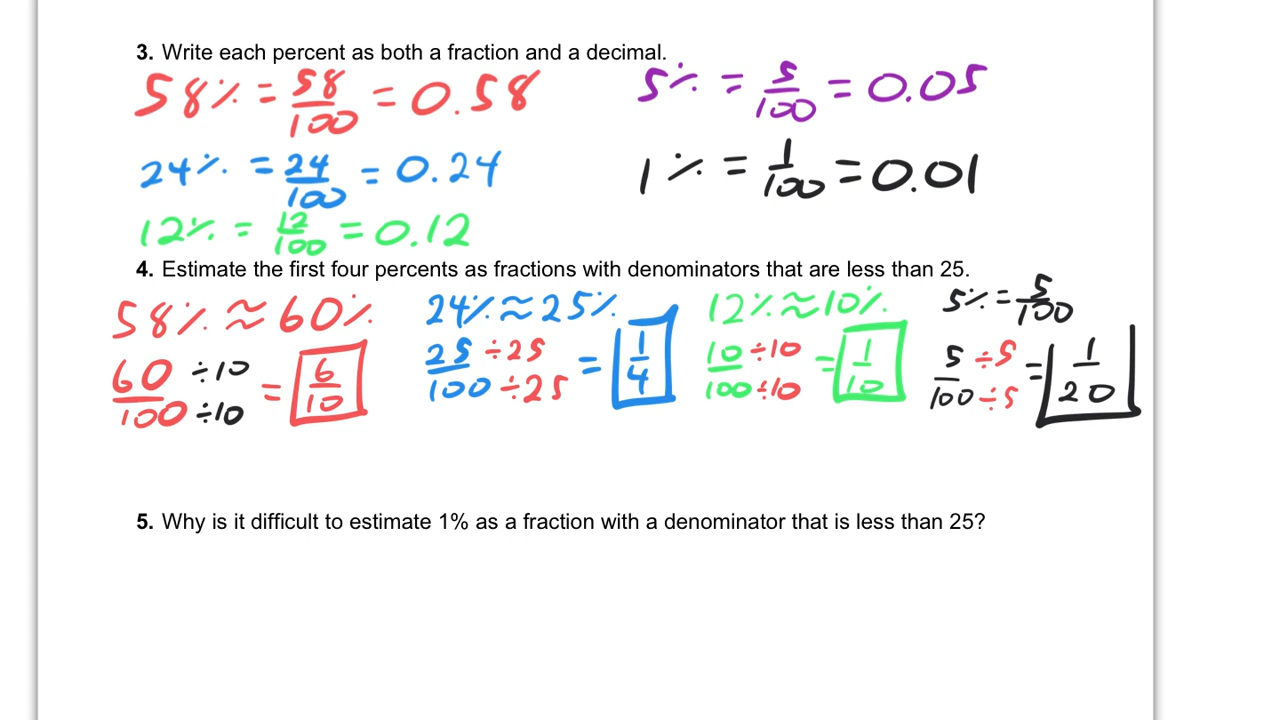 3. Write each percent as both a fraction and a decimal.
58% = 58/100 = 0.58
5% = 5/100 = 0.05
24% = 24/100 = 0.24
1% = 1/100 = 0.01
12% = 12/100 = 0.12
4. Estimate the first four percents as fractions with denominators that are less than 25.
58% ≈ 60%
60 ÷10
100 ÷10
= 6/10
24% ≈ 25%
25 ÷25
100 ÷25
= 1/4
12% ≈ 10%
10 ÷10
100 ÷10
= 1/10
5% = 5/100
5 ÷5
100 ÷5
= 1/20
5. Why is it difficult to estimate 1% as a fraction with a denominator that is less than 25?